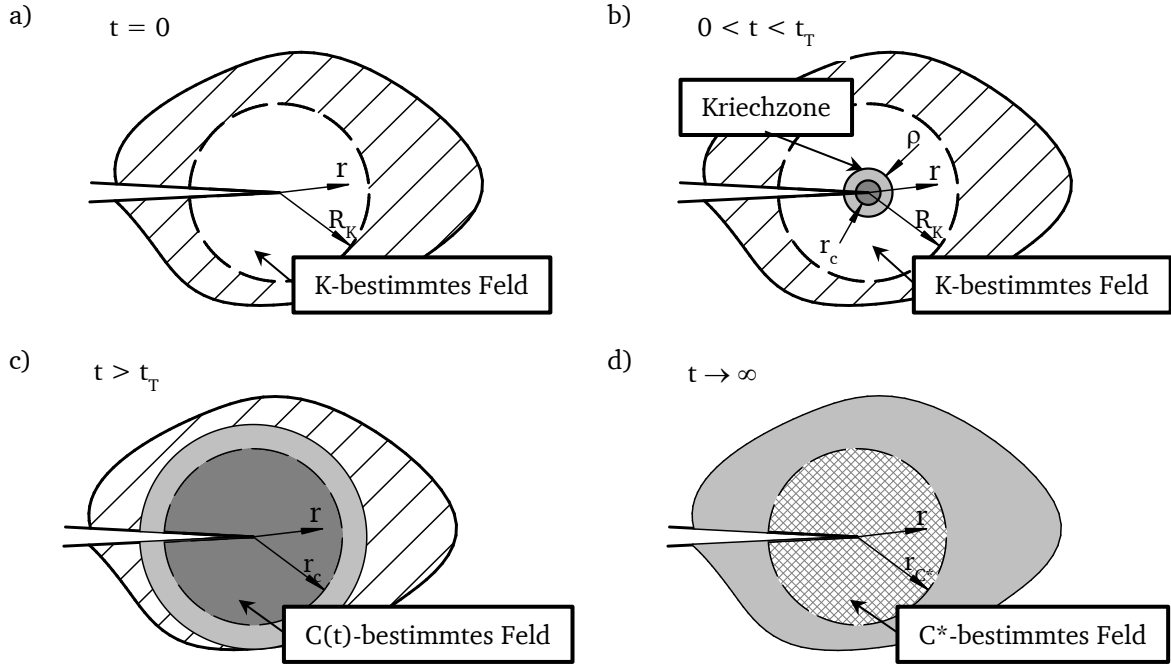 a)
t = 0
r
R_K
K-bestimmtes Feld
b)
0 < t < t_T
Kriechzone
ρ
r
R_K
r_c
K-bestimmtes Feld
c)
t > t_T
r
r_c
C(t)-bestimmtes Feld
d)
t → ∞
r
r_C*
C*-bestimmtes Feld